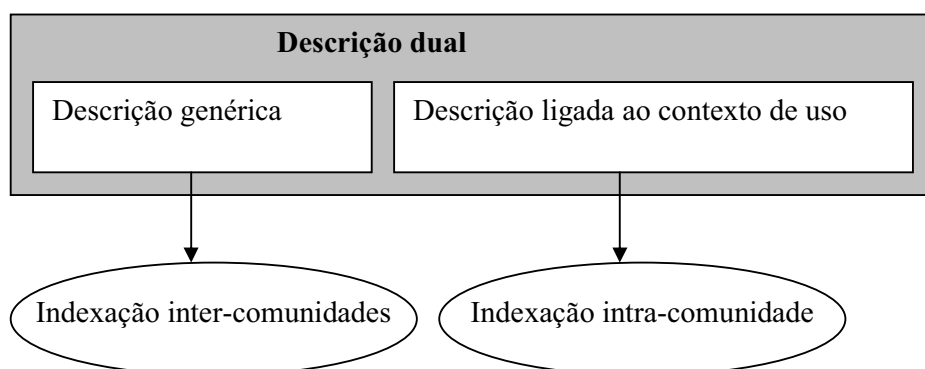 Descrição dual
Descrição genérica
Descrição ligada ao contexto de uso
Indexação inter-comunidades
Indexação intra-comunidade